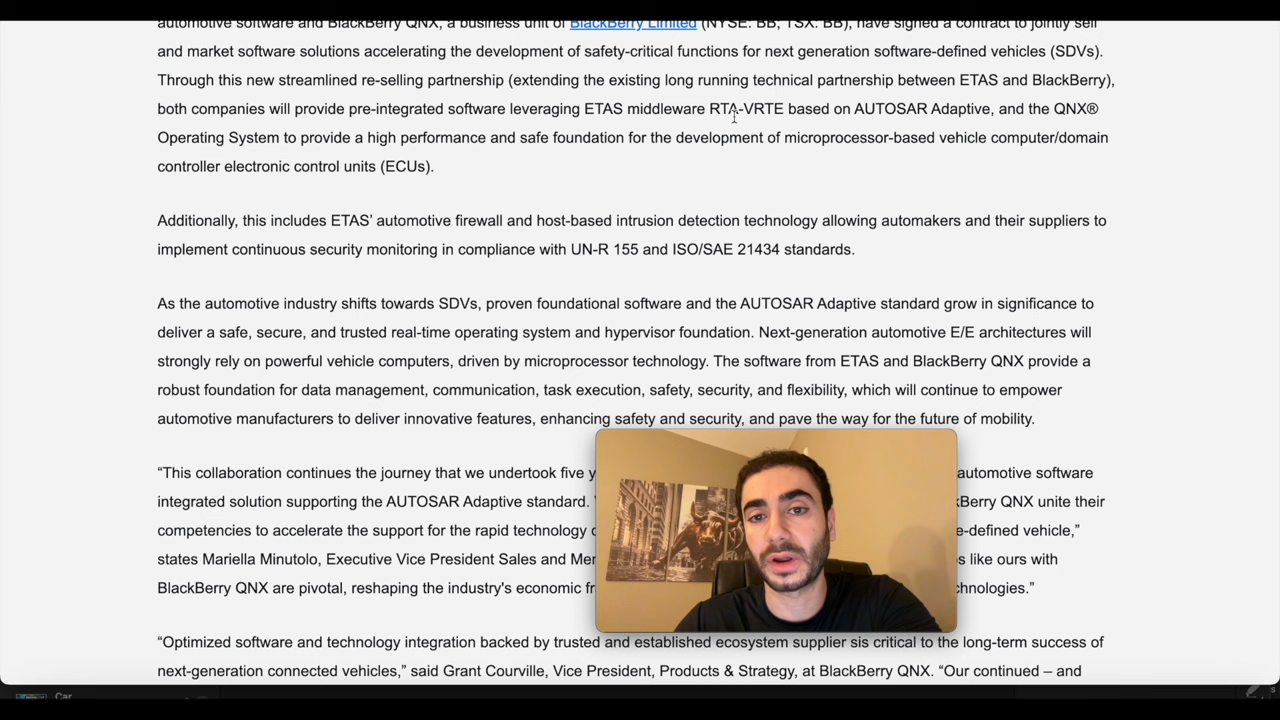 automotive software and BlackBerry QNX, a business unit of BlackBerry Limited (NYSE: BB; TSX: BB), have signed a contract to jointly sell
and market software solutions accelerating the development of safety-critical functions for next generation software-defined vehicles (SDVs).
Through this new streamlined re-selling partnership (extending the existing long running technical partnership between ETAS and BlackBerry),
both companies will provide pre-integrated software leveraging ETAS middleware RTA-VRTE based on AUTOSAR Adaptive, and the QNX®
Operating System to provide a high performance and safe foundation for the development of microprocessor-based vehicle computer/domain
controller electronic control units (ECUs).
Additionally, this includes ETAS’ automotive firewall and host-based intrusion detection technology allowing automakers and their suppliers to
implement continuous security monitoring in compliance with UN-R 155 and ISO/SAE 21434 standards.
As the automotive industry shifts towards SDVs, proven foundational software and the AUTOSAR Adaptive standard grow in significance to
deliver a safe, secure, and trusted real-time operating system and hypervisor foundation. Next-generation automotive E/E architectures will
strongly rely on powerful vehicle computers, driven by microprocessor technology. The software from ETAS and BlackBerry QNX provide a
robust foundation for data management, communication, task execution, safety, security, and flexibility, which will continue to empower
automotive manufacturers to deliver innovative features, enhancing safety and security, and pave the way for the future of mobility.
“This collaboration continues the journey that we undertook five automotive software
integrated solution supporting the AUTOSAR Adaptive standard. kBerry QNX unite their
competencies to accelerate the support for the rapid technology e-defined vehicle,”
states Mariella Minutolo, Executive Vice President Sales and like ours with
BlackBerry QNX are pivotal, reshaping the industry's economic chnologies.”
“Optimized software and technology integration backed by trusted and established ecosystem supplier sis critical to the long-term success of
next-generation connected vehicles,” said Grant Courville, Vice President, Products & Strategy, at BlackBerry QNX. “Our continued – and
Car